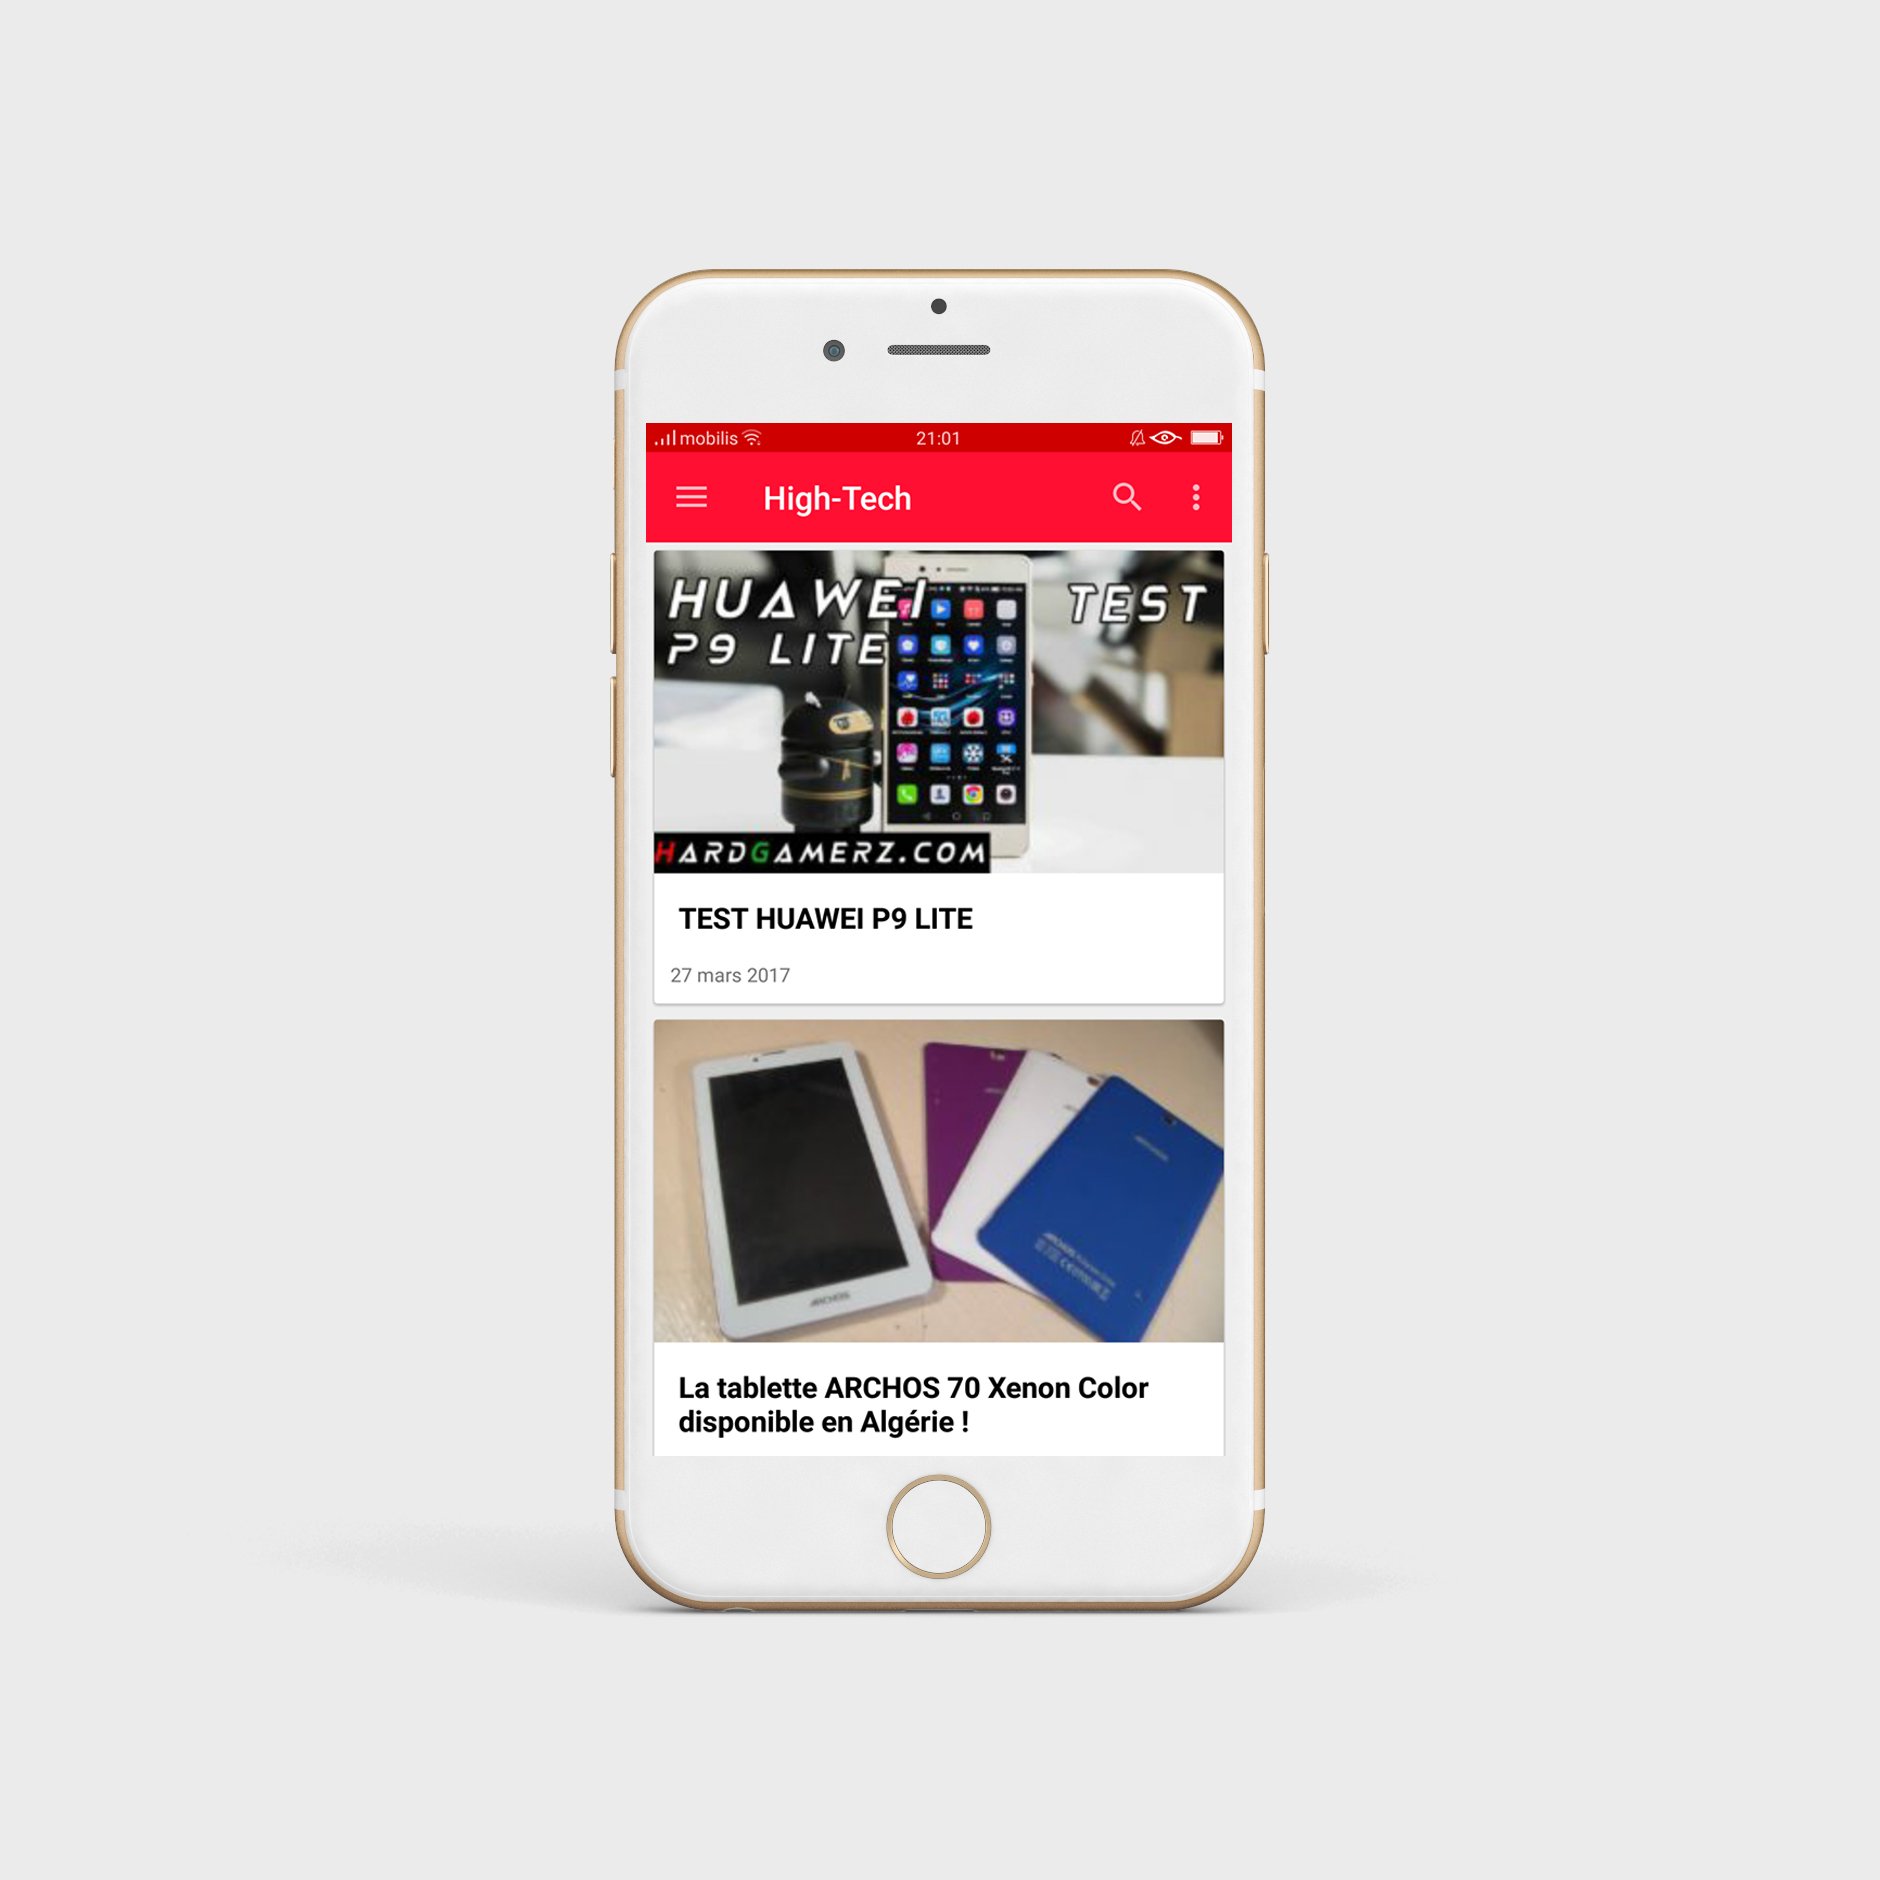 mobilis
21:01
High-Tech
HUAWEI
TEST
P9 LITE
HARDGAMERZ.COM
TEST HUAWEI P9 LITE
27 mars 2017
ARCHOS
ARCHOS
La tablette ARCHOS 70 Xenon Color
disponible en Algérie !